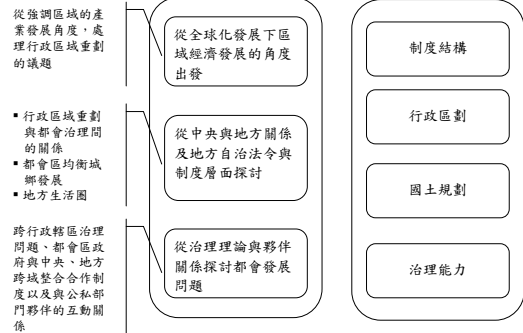 從強調區域的產
業發展角度，處
理行政區域重劃
的議題
▪ 行政區域重劃
與都會治理間
的關係
▪ 都會區均衡城
鄉發展
▪ 地方生活圈
跨行政轄區治理
問題、都會區政
府與中央、地方
跨域整合合作制
度以及與公私部
門夥伴的互動關
係
從全球化發展下區
域經濟發展的角度
出發
從中央與地方關係
及地方自治法令與
制度層面探討
從治理理論與夥伴
關係探討都會發展
問題
制度結構
行政區劃
國土規劃
治理能力